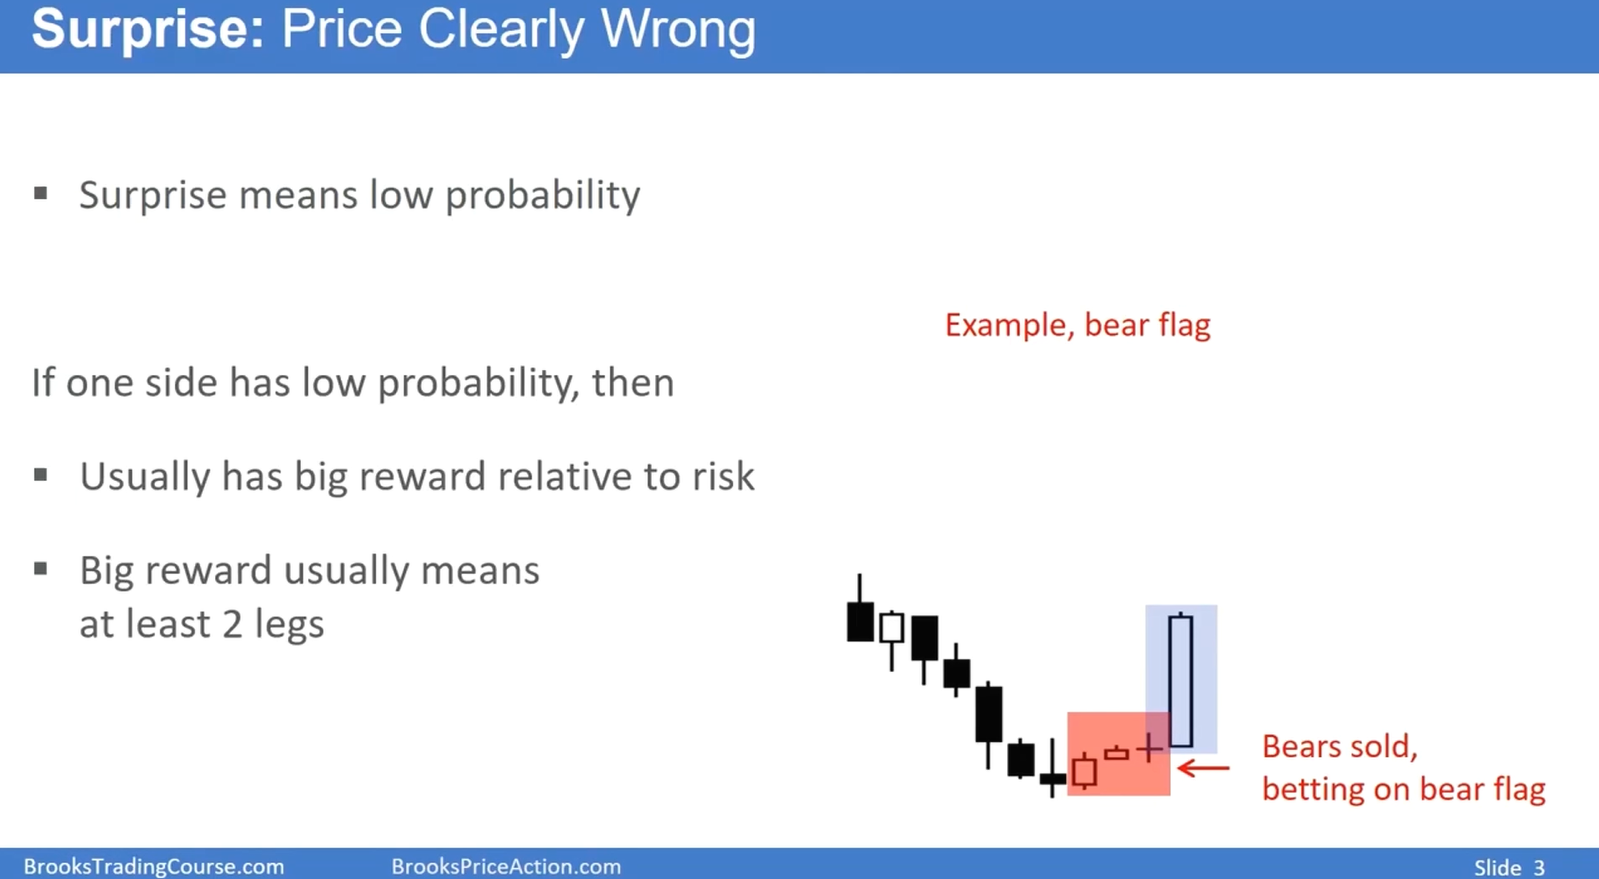 Surprise: Price Clearly Wrong
▪ Surprise means low probability
Example, bear flag
If one side has low probability, then
▪ Usually has big reward relative to risk
▪ Big reward usually means
at least 2 legs
Bears sold,
betting on bear flag
BrooksTradingCourse.com
BrooksPriceAction.com
Slide 3